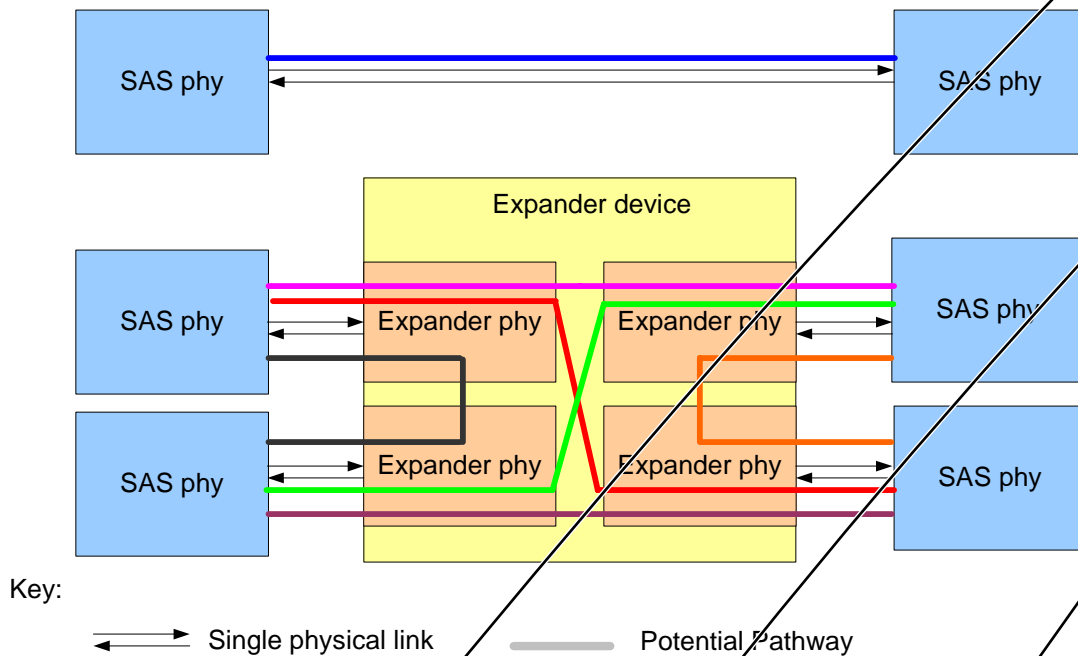 SAS phy
SAS phy
Expander device
SAS phy
Expander phy
Expander phy
SAS phy
SAS phy
Expander phy
Expander phy
SAS phy
Key:
Single physical link
Potential Pathway